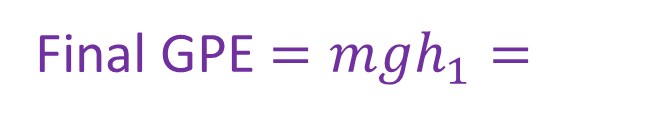 Final GPE = mgh₁ =